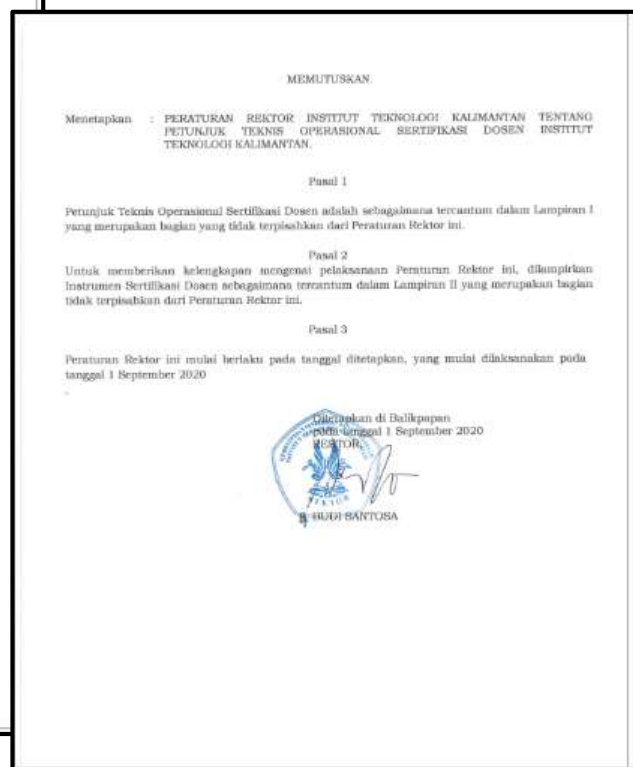 MEMUTUSKAN
Menetapkan : PERATURAN REKTOR INSTITUT TEKNOLOGI KALIMANTAN TENTANG
PETUNJUK TEKNIS OPERASIONAL SERTIFIKASI DOSEN INSTITUT
TEKNOLOGI KALIMANTAN.
Pasal 1
Petunjuk Teknis Operasional Sertifikasi Dosen adalah sebagaimana tercantum dalam Lampiran I
yang merupakan bagian yang tidak terpisahkan dari Peraturan Rektor ini.
Pasal 2
Untuk memberikan kelengkapan mengenai pelaksanaan Peraturan Rektor ini, dilampirkan
Instrumen Sertifikasi Dosen sebagaimana tercantum dalam Lampiran II yang merupakan bagian
tidak terpisahkan dari Peraturan Rektor ini.
Pasal 3
Peraturan Rektor ini mulai berlaku pada tanggal ditetapkan, yang mulai dilaksanakan pada
tanggal 1 September 2020
Ditetapkan di Balikpapan
pada tanggal 1 September 2020
REKTOR,
REKTOR
BUDI SANTOSA